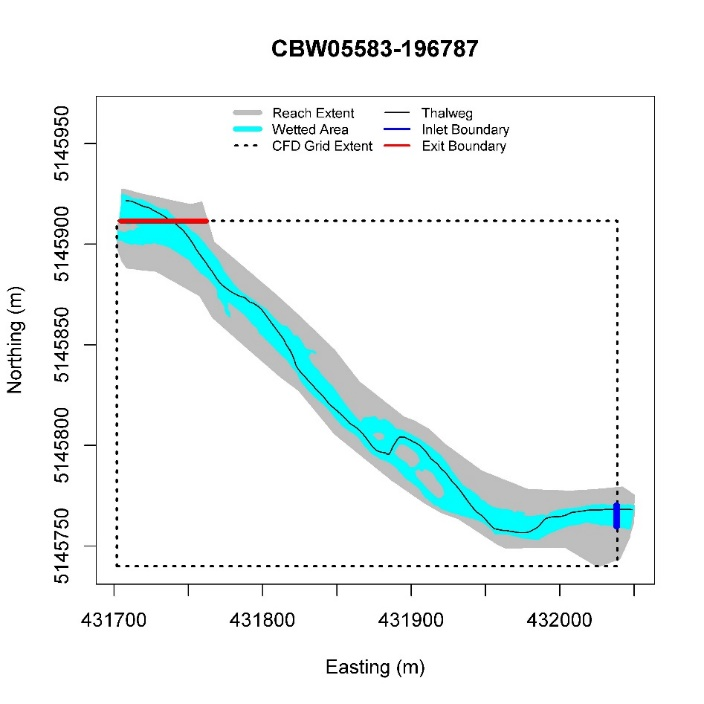 CBW05583-196787
Reach Extent
Wetted Area
CFD Grid Extent
Thalweg
Inlet Boundary
Exit Boundary
Northing (m)
5145950
5145900
5145850
5145800
5145750
431700 431800 431900 432000
Easting (m)